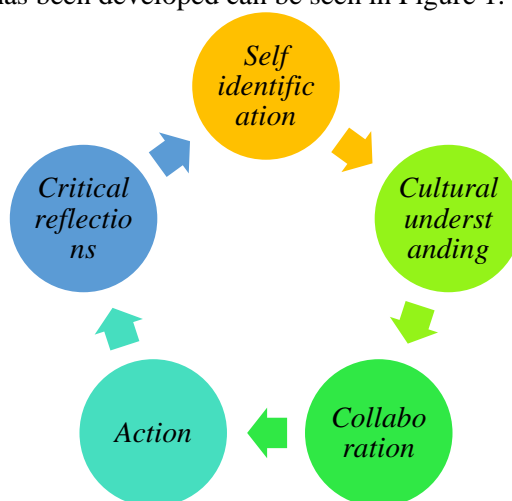 has been developed can be seen in Figure 1.
Self
identific
ation
Cultural
underst
anding
Collabo
ration
Action
Critical
reflectio
ns